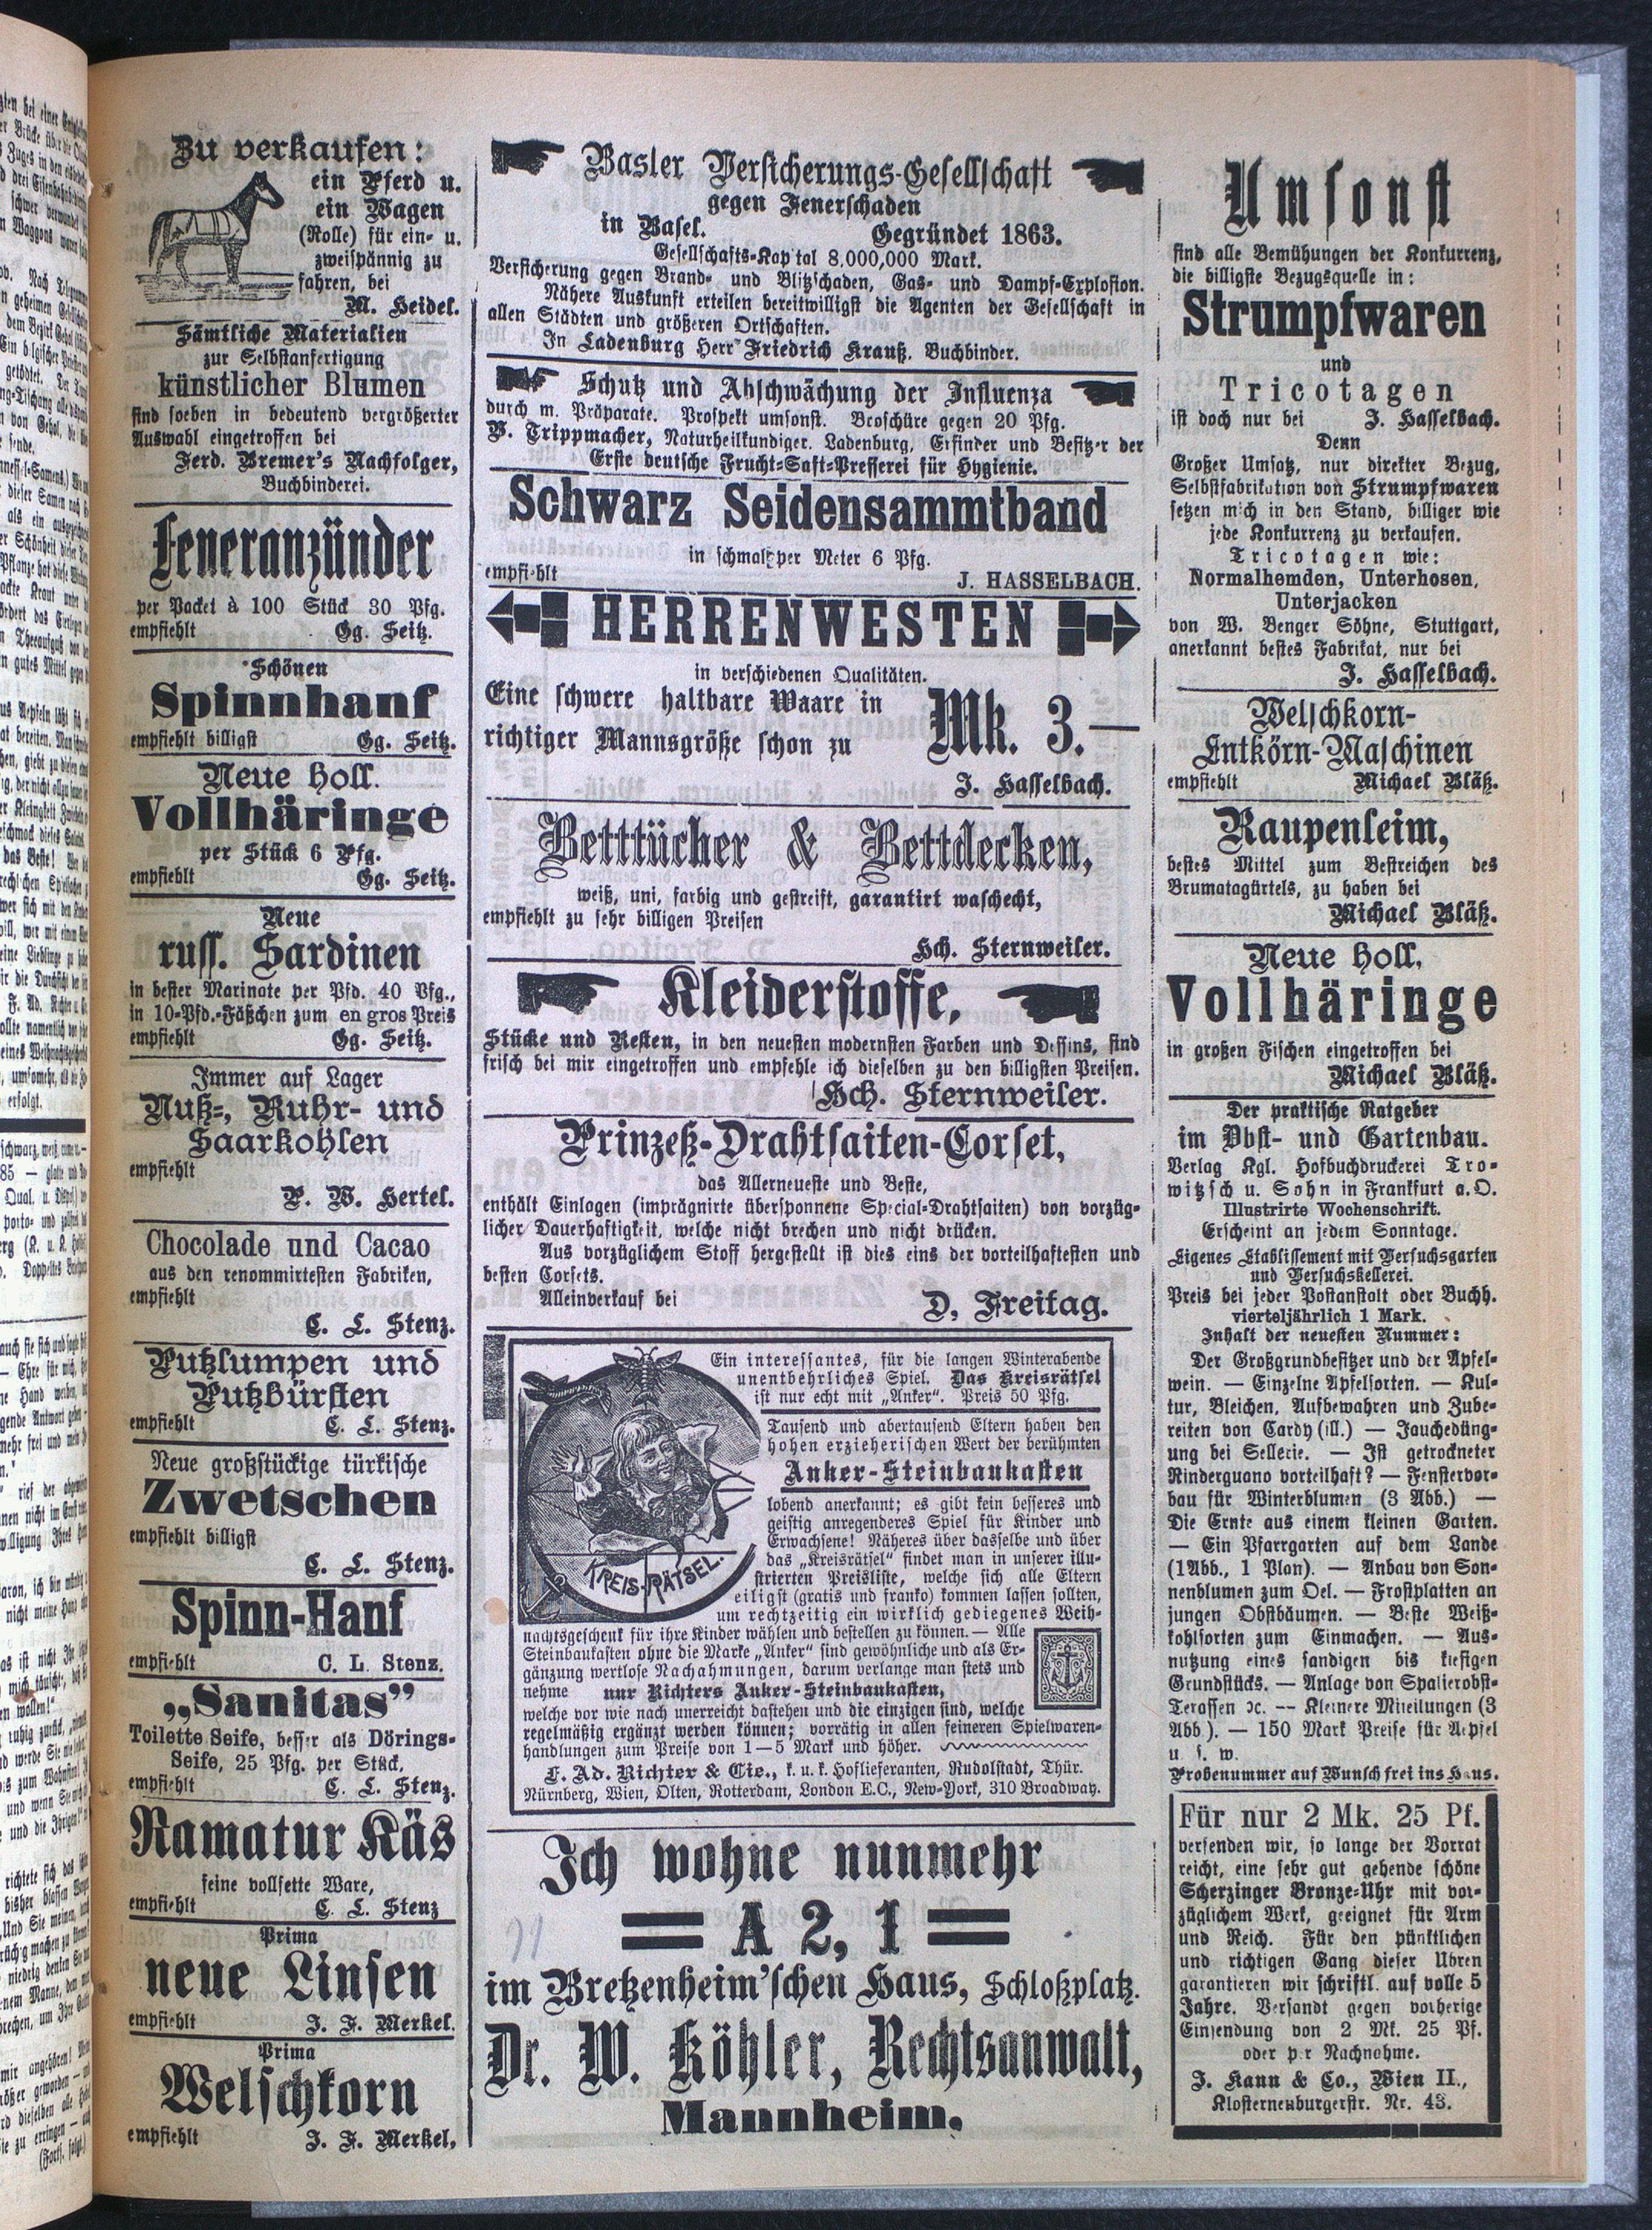 Zu verkaufen:
ein Pferd u.
ein Wagen
(Rolle) für ein- u.
zweispännig zu
fahren, bei
M. Heidel.
Sämtliche Materialien
zur Selbstanfertigung
künstlicher Blumen
sind soeben in bedeutend vergrößerter
Auswahl eingetroffen bei
Ferd. Bremer's Nachfolger,
Buchbinderei.
Feueranzünder
per Packet à 100 Stück 30 Pfg.
empfiehlt Gg. Seitz.
Schönen
Spinnhanf
empfiehlt billigst Gg. Seitz.
Neue holl.
Vollhäringe
per Stück 6 Pfg.
empfiehlt Gg. Seitz.
Neue
russ. Sardinen
in bester Marinate per Pfd. 40 Pfg.,
in 10-Pfd.-Fäßchen zum en gros Preis
empfiehlt Gg. Seitz.
Immer auf Lager
Nuß-, Ruhr- und
Saarkohlen
empfiehlt
P. W. Hertel.
Chocolade und Cacao
aus den renommirtesten Fabriken,
empfiehlt
C. L. Stenz.
Putzlumpen und
Putzbürsten
empfiehlt C. L. Stenz.
Neue großstückige türkische
Zwetschen
empfiehlt billigst
C. L. Stenz.
Spinn-Hanf
empfiehlt C. L. Stenz.
„Sanitas”
Toilette Seife, besser als Dörings-
Seife, 25 Pfg. per Stück,
empfiehlt C. L. Stenz.
Ramatur Käs
feine vollfette Ware,
empfiehlt C. L. Stenz
Prima
neue Linsen
empfiehlt J. F. Merkel.
Prima
Welschkorn
empfiehlt J. F. Merkel,
Basler Versicherungs-Gesellschaft
gegen Feuerschaden
in Basel. Gegründet 1863.
Gesellschafts-Kapital 8,000,000 Mark.
Versicherung gegen Brand- und Blitzschaden, Gas- und Dampf-Explosion.
Nähere Auskunft erteilen bereitwilligst die Agenten der Gesellschaft in
allen Städten und größeren Ortschaften.
In Ladenburg Herr Friedrich Krauß. Buchbinder.
Schutz und Abschwächung der Influenza
durch m. Präparate. Prospekt umsonst. Broschüre gegen 20 Pfg.
P. Trippmacher, Naturheilkundiger. Ladenburg, Erfinder und Besitzer der
Erste deutsche Frucht-Saft-Presserei für Hygienie.
Schwarz Seidensammtband
in schmal per Meter 6 Pfg.
empfiehlt J. HASSELBACH.
HERRENWESTEN
in verschiedenen Qualitäten.
Eine schwere haltbare Waare in
richtiger Mannsgröße schon zu Mk. 3.—
J. Hasselbach.
Betttücher & Bettdecken,
weiß, uni, farbig und gestreift, garantirt waschecht,
empfiehlt zu sehr billigen Preisen
Hch. Sternweiler.
Kleiderstoffe,
Stücke und Resten, in den neuesten modernsten Farben und Dessins, sind
frisch bei mir eingetroffen und empfehle ich dieselben zu den billigsten Preisen.
Hch. Sternweiler.
Prinzeß-Drahtsaiten-Corset,
das Allerneueste und Beste,
enthält Einlagen (imprägnirte übersponnene Special-Drahtsaiten) von vorzüg-
licher Dauerhaftigkeit, welche nicht brechen und nicht drücken.
Aus vorzüglichem Stoff hergestellt ist dies eins der vorteilhaftesten und
besten Corsets.
Alleinverkauf bei D. Freitag.
Ein interessantes, für die langen Winterabende
unentbehrliches Spiel. Das Kreisrätsel
ist nur echt mit „Anker”. Preis 50 Pfg.
Tausend und abertausend Eltern haben den
hohen erzieherischen Wert der berühmten
Anker-Steinbaukasten
lobend anerkannt; es gibt kein besseres und
geistig anregenderes Spiel für Kinder und
Erwachsene! Näheres über dasselbe und über
das „Kreisrätsel” findet man in unserer illu-
strierten Preisliste, welche sich alle Eltern
eiligst (gratis und franko) kommen lassen sollten,
KREIS-RÄTSEL.
um rechtzeitig ein wirklich gediegenes Weih-
nachtsgeschenk für ihre Kinder wählen und bestellen zu können. — Alle
Steinbaukasten ohne die Marke „Anker” sind gewöhnliche und als Er-
gänzung wertlose Nachahmungen, darum verlange man stets und
nehme nur Richters Anker-Steinbaukasten,
welche vor wie nach unerreicht dastehen und die einzigen sind, welche
regelmäßig ergänzt werden können; vorrätig in allen feineren Spielwaren-
handlungen zum Preise von 1—5 Mark und höher.
F. Ad. Richter & Cie., k. u. k. Hoflieferanten, Rudolstadt, Thür.
Nürnberg, Wien, Olten, Rotterdam, London E.C., New-York, 310 Broadway.
Ich wohne nunmehr
A 2, 1
im Bretzenheim'schen Haus, Schloßplatz.
Dr. W. Köhler, Rechtsanwalt,
Mannheim.
Umsonst
sind alle Bemühungen der Konkurrenz,
die billigste Bezugsquelle in:
Strumpfwaren
und
Tricotagen
ist doch nur bei J. Hasselbach.
Denn
Großer Umsatz, nur direkter Bezug,
Selbstfabrikation von Strumpfwaren
setzen mich in den Stand, billiger wie
jede Konkurrenz zu verkaufen.
Tricotagen wie:
Normalhemden, Unterhosen,
Unterjacken
von W. Benger Söhne, Stuttgart,
anerkannt bestes Fabrikat, nur bei
J. Hasselbach.
Welschkorn-
Entkörn-Maschinen
empfiehlt Michael Bläß.
Raupenleim,
bestes Mittel zum Bestreichen des
Brumatagürtels, zu haben bei
Michael Bläß.
Neue holl.
Vollhäringe
in großen Fischen eingetroffen bei
Michael Bläß.
Der praktische Ratgeber
im Obst- und Gartenbau.
Verlag Kgl. Hofbuchdruckerei Tro-
witzsch u. Sohn in Frankfurt a. O.
Illustrirte Wochenschrift.
Erscheint an jedem Sonntage.
Eigenes Etablissement mit Versuchsgarten
und Versuchskellerei.
Preis bei jeder Postanstalt oder Buchh.
vierteljährlich 1 Mark.
Inhalt der neuesten Nummer:
Der Großgrundbesitzer und der Apfel-
wein. — Einzelne Apfelsorten. — Kul-
tur, Bleichen, Aufbewahren und Zube-
reiten von Cardy (ill.) — Jauchedüng-
ung bei Sellerie. — Ist getrockneter
Rinderguano vorteilhaft? — Fenstervor-
bau für Winterblumen (3 Abb.) —
Die Ernte aus einem kleinen Garten.
— Ein Pfarrgarten auf dem Lande
(1 Abb., 1 Plan). — Anbau von Son-
nenblumen zum Oel. — Frostplatten an
jungen Obstbäumen. — Beste Weiß-
kohlsorten zum Einmachen. — Aus-
nutzung eines sandigen bis kiesigen
Grundstücks. — Anlage von Spalierobst-
Terassen ꝛc. — Kleinere Mitteilungen (3
Abb.). — 150 Mark Preise für Aepfel
u. s. w.
Probenummer auf Wunsch frei ins Haus.
Für nur 2 Mk. 25 Pf.
versenden wir, so lange der Vorrat
reicht, eine sehr gut gehende schöne
Scherzinger Bronze-Uhr mit vor-
züglichem Werk, geeignet für Arm
und Reich. Für den pünktlichen
und richtigen Gang dieser Uhren
garantieren wir schriftl. auf volle 5
Jahre. Versandt gegen vorherige
Einsendung von 2 Mk. 25 Pf.
oder per Nachnahme.
J. Kann & Co., Wien II.,
Klosterneuburgerstr. Nr. 43.